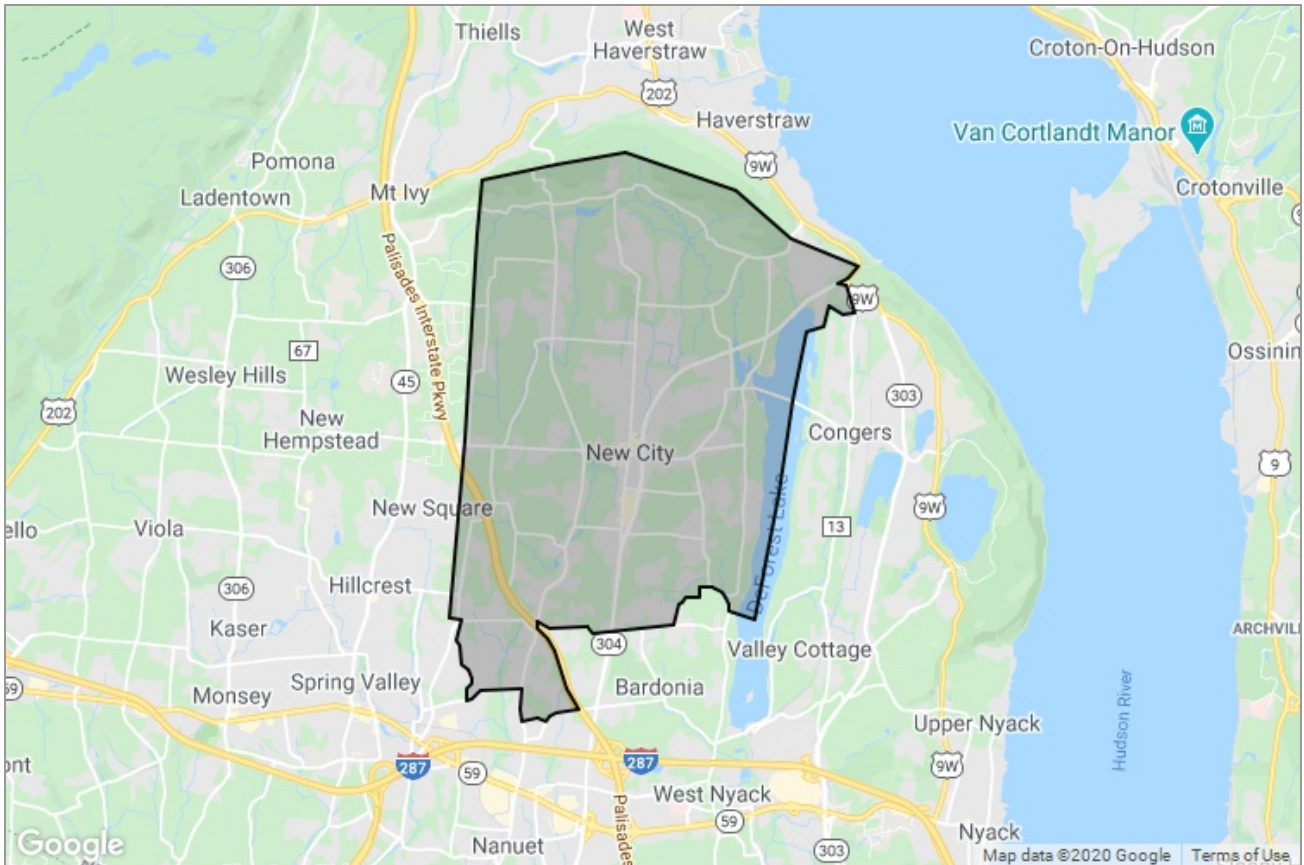 Thiells
West
Haverstraw
Croton-On-Hudson
202
Haverstraw
Van Cortlandt Manor
Pomona
9W
Ladentown
Mt Ivy
Crotonville
306
Palisades Interstate Pkwy
9W
67
Ossinin
Wesley Hills
45
303
202
New
Hempstead
Congers
New City
9
New Square
9W
ello
Viola
13
DeForest Lake
Hillcrest
306
Kaser
304
ARCHVILL
Valley Cottage
59
Monsey
Spring Valley
Bardonia
Upper Nyack
Hudson River
ont
287
59
287
9W
West Nyack
Palisades
59
Nyack
Google
Nanuet
303
Map data ©2020 Google
Terms of Use